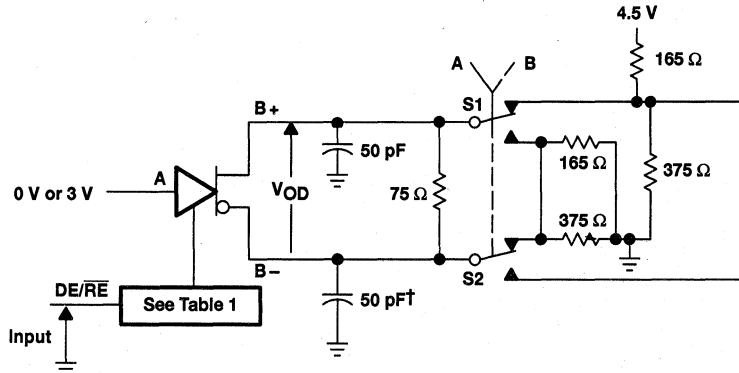 4.5 V
165 Ω
A B
S1
B+
50 pF
165 Ω
A
0 V or 3 V
VOD
75 Ω
375 Ω
375 Ω
B−
S2
DE/RE
See Table 1
50 pF†
Input